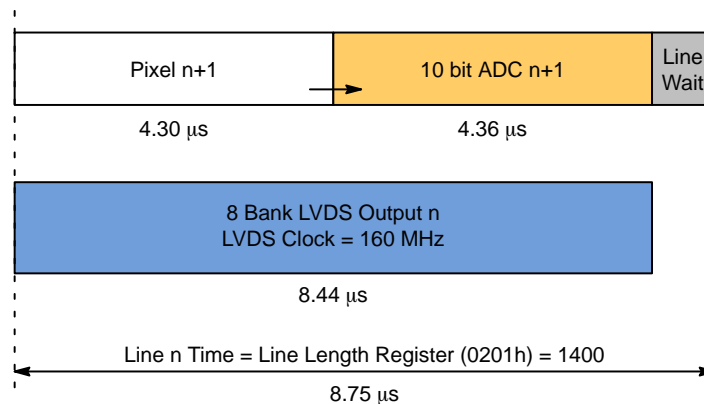 Pixel n+1
10 bit ADC n+1
Line
Wait
4.30 μs
4.36 μs
8 Bank LVDS Output n
LVDS Clock = 160 MHz
8.44 μs
Line n Time = Line Length Register (0201h) = 1400
8.75 μs